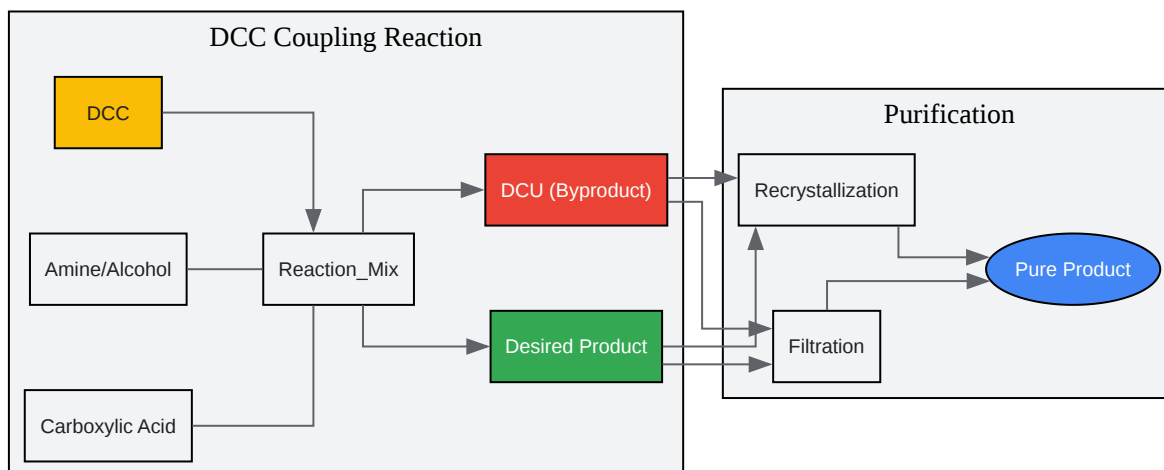 DCC Coupling Reaction
DCC
Amine/Alcohol
Carboxylic Acid
Reaction_Mix
DCU (Byproduct)
Desired Product
Purification
Recrystallization
Filtration
Pure Product